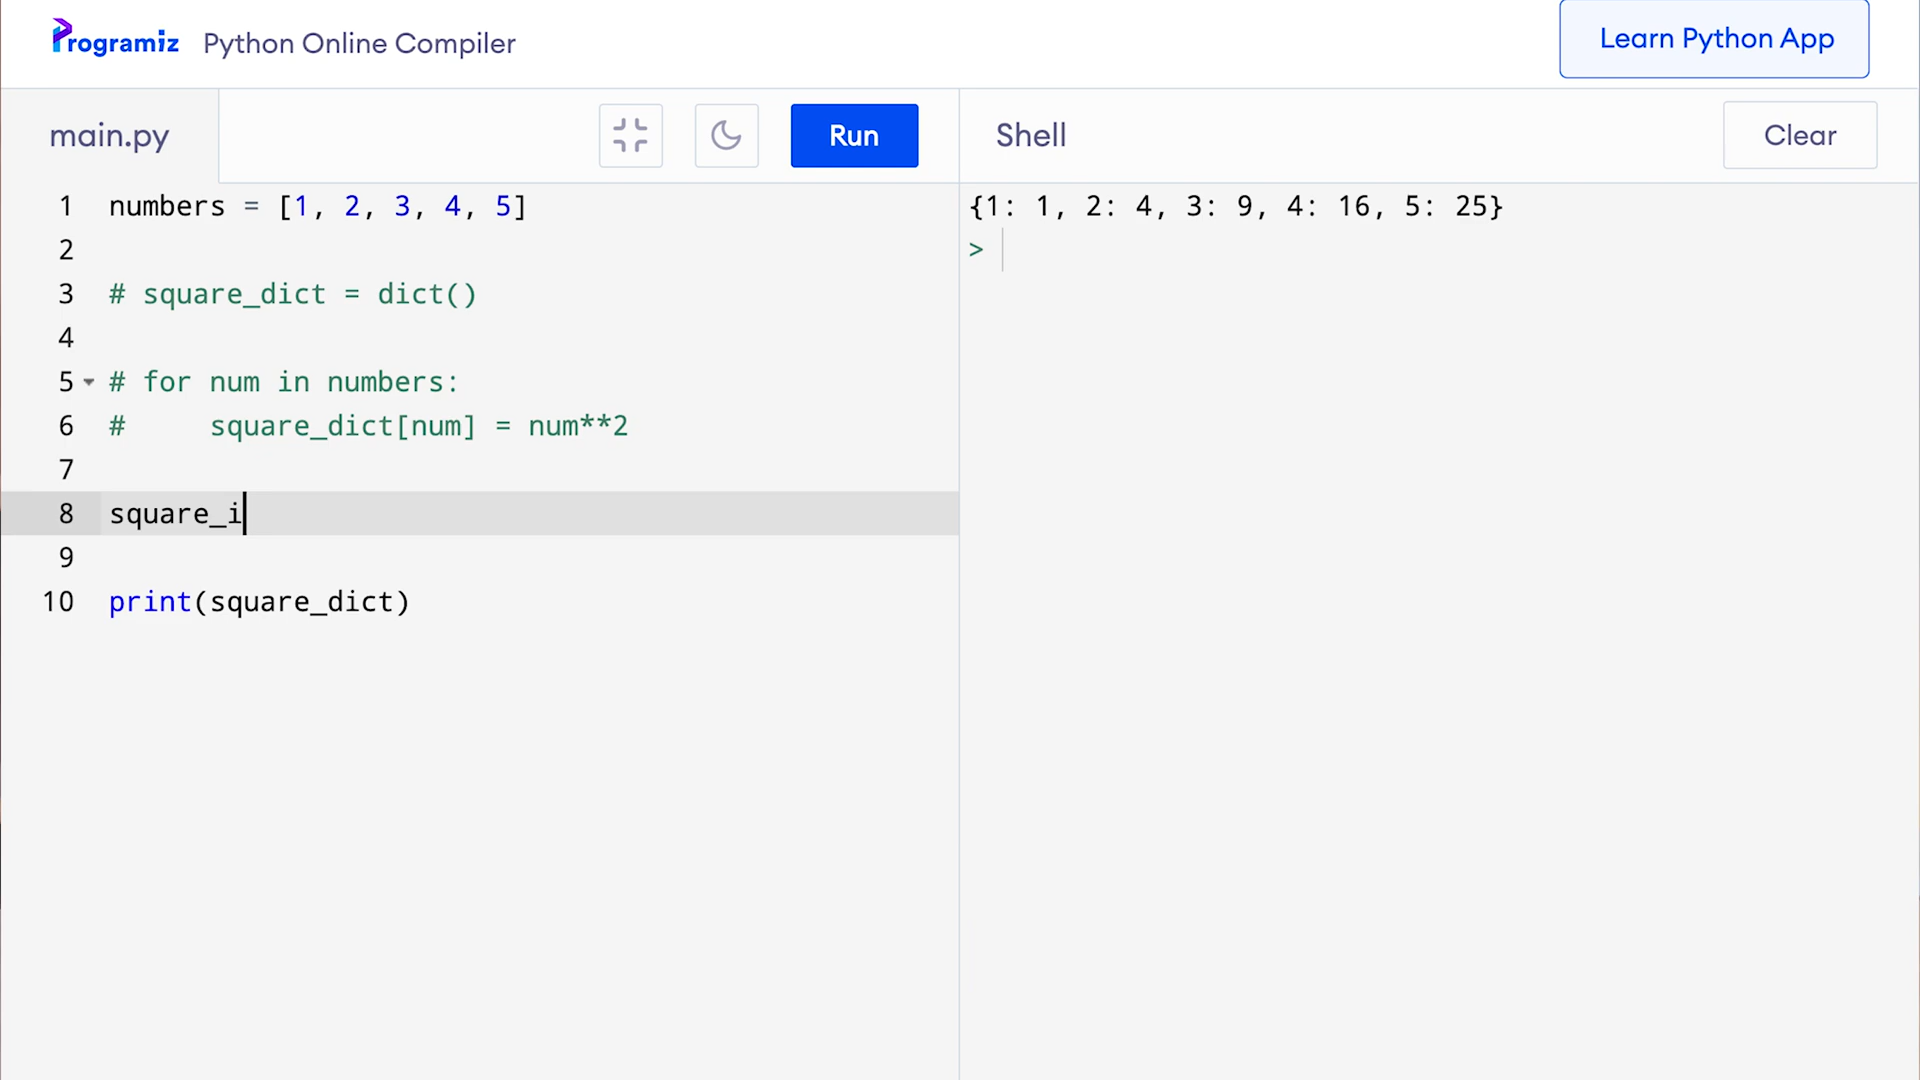 Programiz Python Online Compiler
Learn Python App
main.py
Run
Shell
Clear
1 numbers = [1, 2, 3, 4, 5]
2
3 # square_dict = dict()
4
5 # for num in numbers:
6 #     square_dict[num] = num**2
7
8 square_i
9
10 print(square_dict)
{1: 1, 2: 4, 3: 9, 4: 16, 5: 25}
>